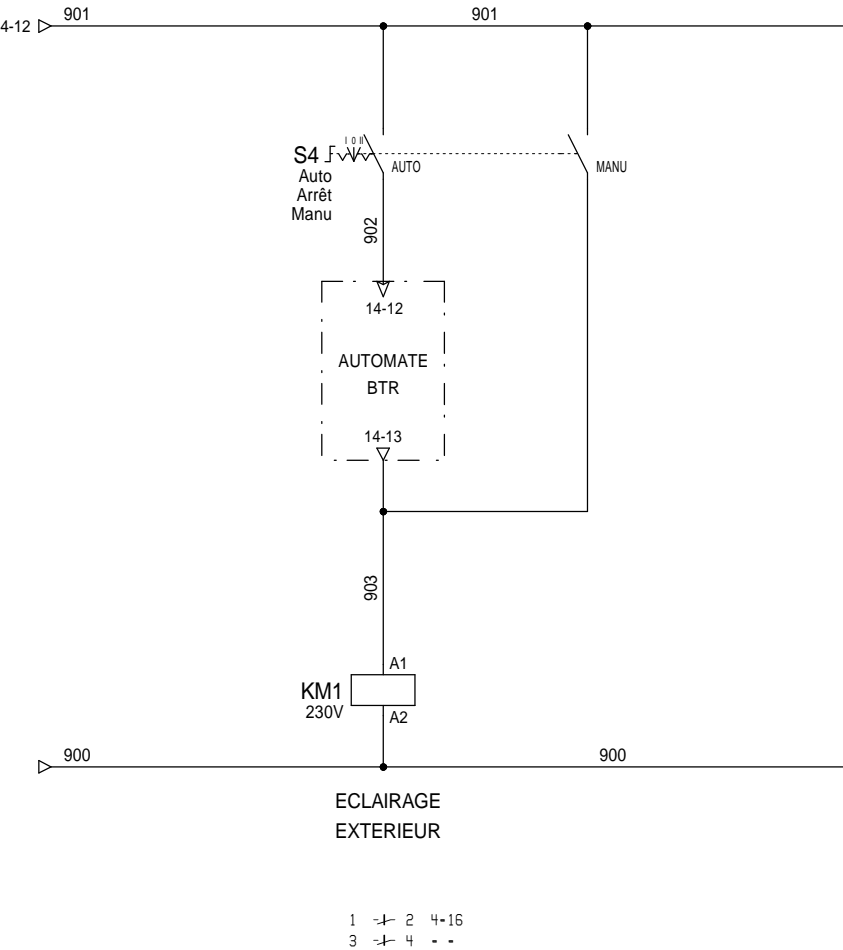 901
901
4-12
I O II
S4
AUTO
MANU
Auto
Arrêt
Manu
902
14-12
AUTOMATE
BTR
14-13
903
A1
KM1
230V
A2
900
900
ECLAIRAGE
EXTERIEUR
1 2 4-16
3 4 - -